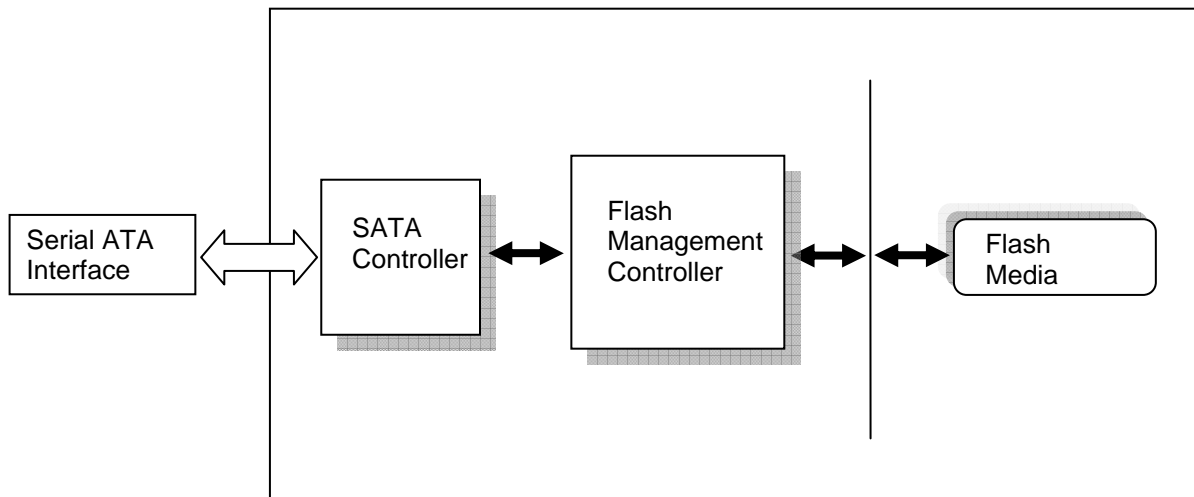 Serial ATA
Interface
SATA
Controller
Flash
Management
Controller
Flash
Media